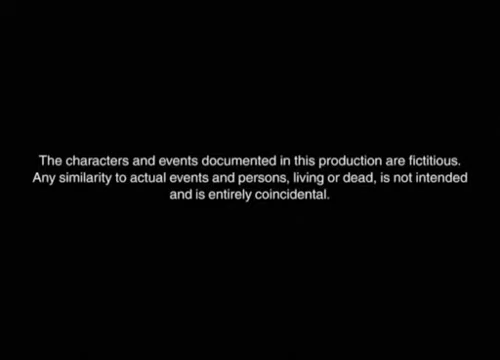 The characters and events documented in this production are fictitious.
Any similarity to actual events and persons, living or dead, is not intended
and is entirely coincidental.